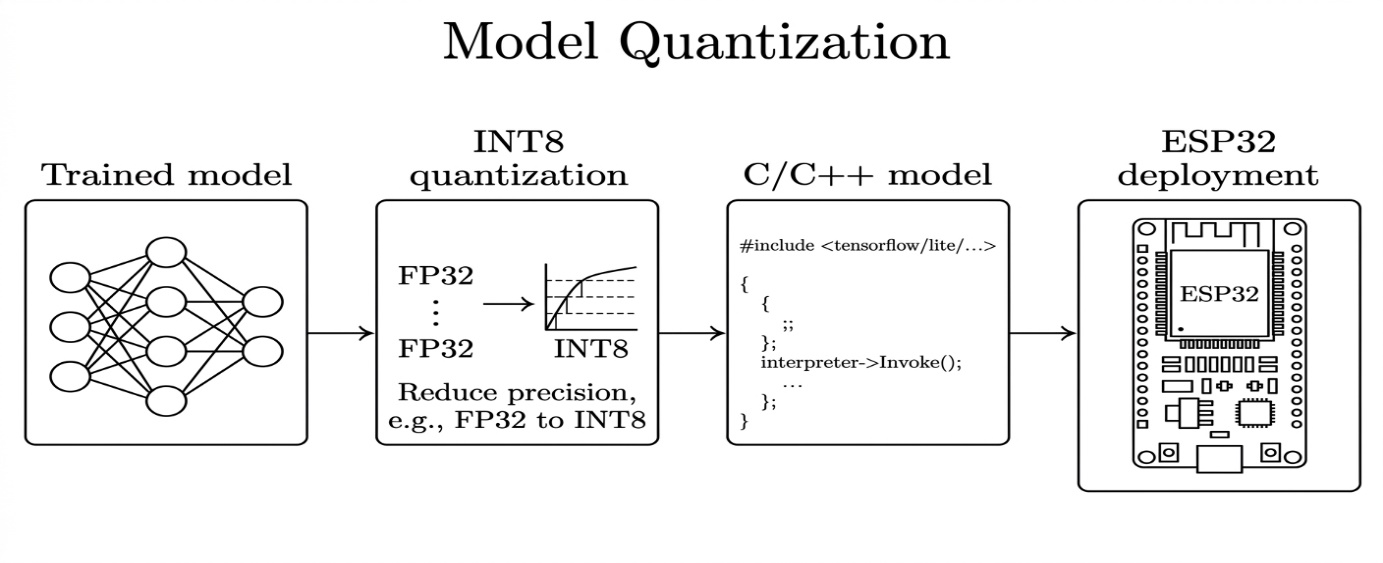 Model Quantization
Trained model
INT8
quantization
FP32
⋮
FP32
INT8
Reduce precision,
e.g., FP32 to INT8
C/C++ model
#include <tensorflow/lite/...>
{
{
;;
};
interpreter->Invoke();
...
};
}
ESP32
deployment
ESP32